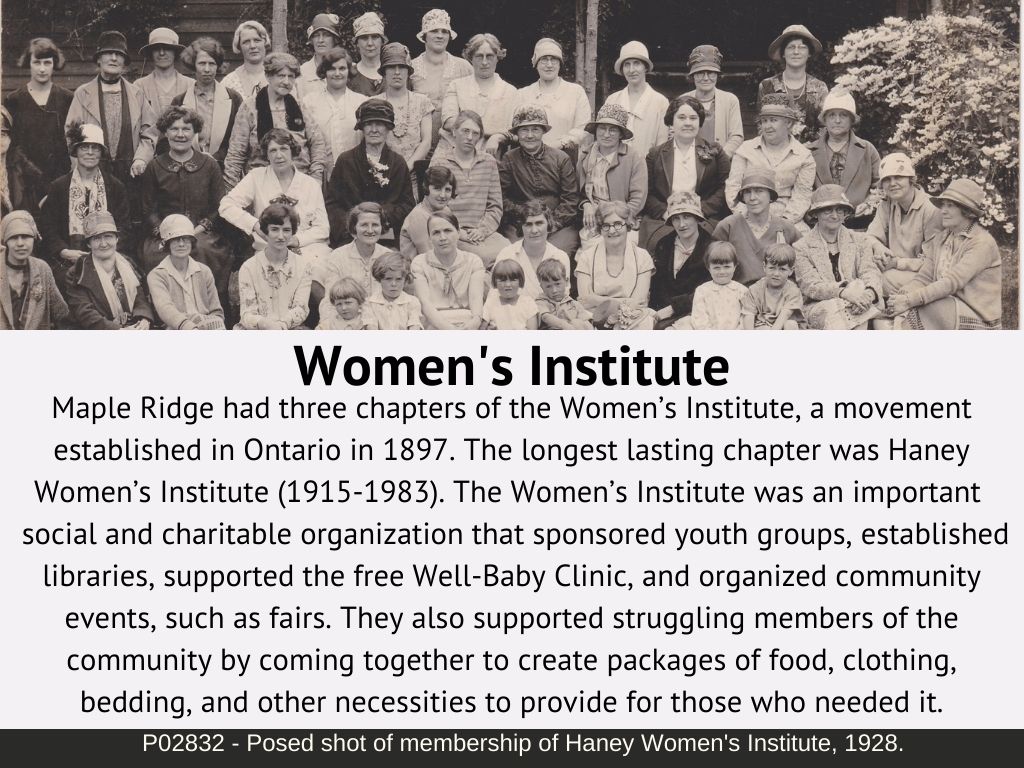 Women's Institute
Maple Ridge had three chapters of the Women’s Institute, a movement
established in Ontario in 1897. The longest lasting chapter was Haney
Women’s Institute (1915-1983). The Women’s Institute was an important
social and charitable organization that sponsored youth groups, established
libraries, supported the free Well-Baby Clinic, and organized community
events, such as fairs. They also supported struggling members of the
community by coming together to create packages of food, clothing,
bedding, and other necessities to provide for those who needed it.
P02832 - Posed shot of membership of Haney Women's Institute, 1928.